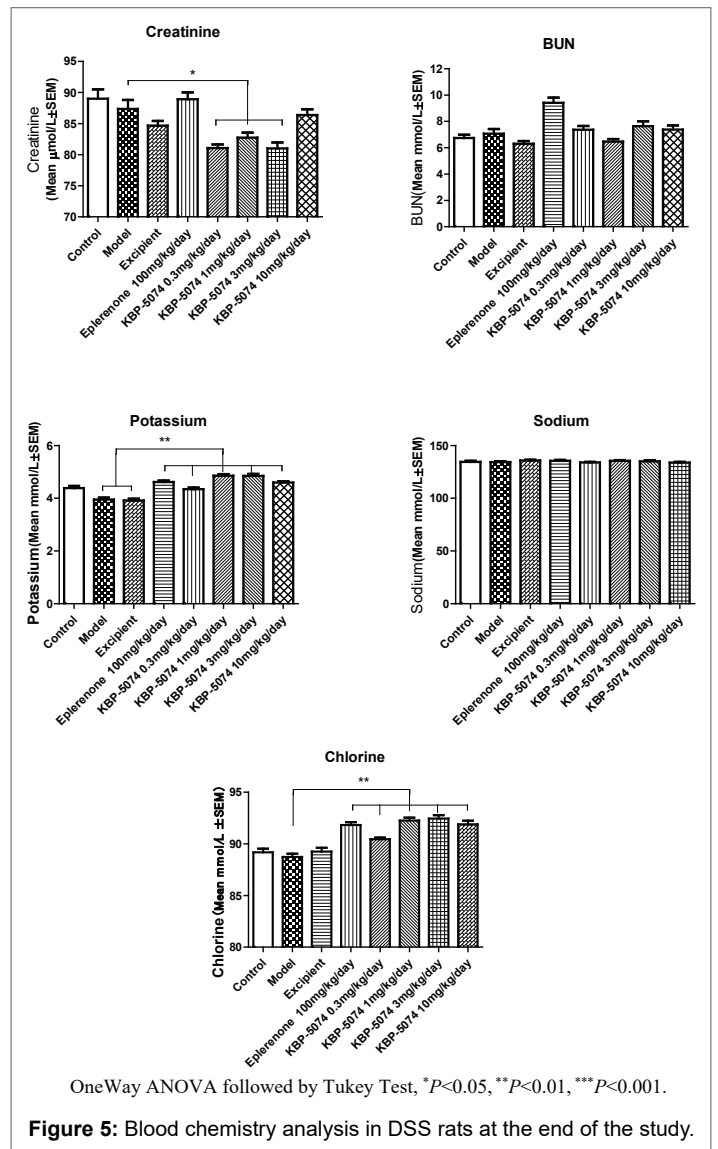 Creatinine
*
Creatinine
(Mean μmol/L±SEM)
90
85
80
75
70
Control
Model
Excipient
Eplerenone 100mg/kg/day
KBP-5074 0.3mg/kg/day
KBP-5074 1mg/kg/day
KBP-5074 3mg/kg/day
KBP-5074 10mg/kg/day
BUN
BUN(Mean mmol/L±SEM)
12
10
8
6
4
2
0
Control
Model
Excipient
Eplerenone 100mg/kg/day
KBP-5074 0.3mg/kg/day
KBP-5074 1mg/kg/day
KBP-5074 3mg/kg/day
KBP-5074 10mg/kg/day
Potassium
**
Potassium(Mean mmol/L±SEM)
6
4
2
0
Control
Model
Excipient
Eplerenone 100mg/kg/day
KBP-5074 0.3mg/kg/day
KBP-5074 1mg/kg/day
KBP-5074 3mg/kg/day
KBP-5074 10mg/kg/day
Sodium
Sodium(Mean mmol/L±SEM)
150
100
50
0
Control
Model
Excipient
Eplerenone 100mg/kg/day
KBP-5074 0.3mg/kg/day
KBP-5074 1mg/kg/day
KBP-5074 3mg/kg/day
KBP-5074 10mg/kg/day
Chlorine
**
Chlorine(Mean mmol/L ±SEM)
95
90
85
80
Control
Model
Excipient
Eplerenone 100mg/kg/day
KBP-5074 0.3mg/kg/day
KBP-5074 1mg/kg/day
KBP-5074 3mg/kg/day
KBP-5074 10mg/kg/day
OneWay ANOVA followed by Tukey Test, *P<0.05, **P<0.01, ***P<0.001.
Figure 5: Blood chemistry analysis in DSS rats at the end of the study.